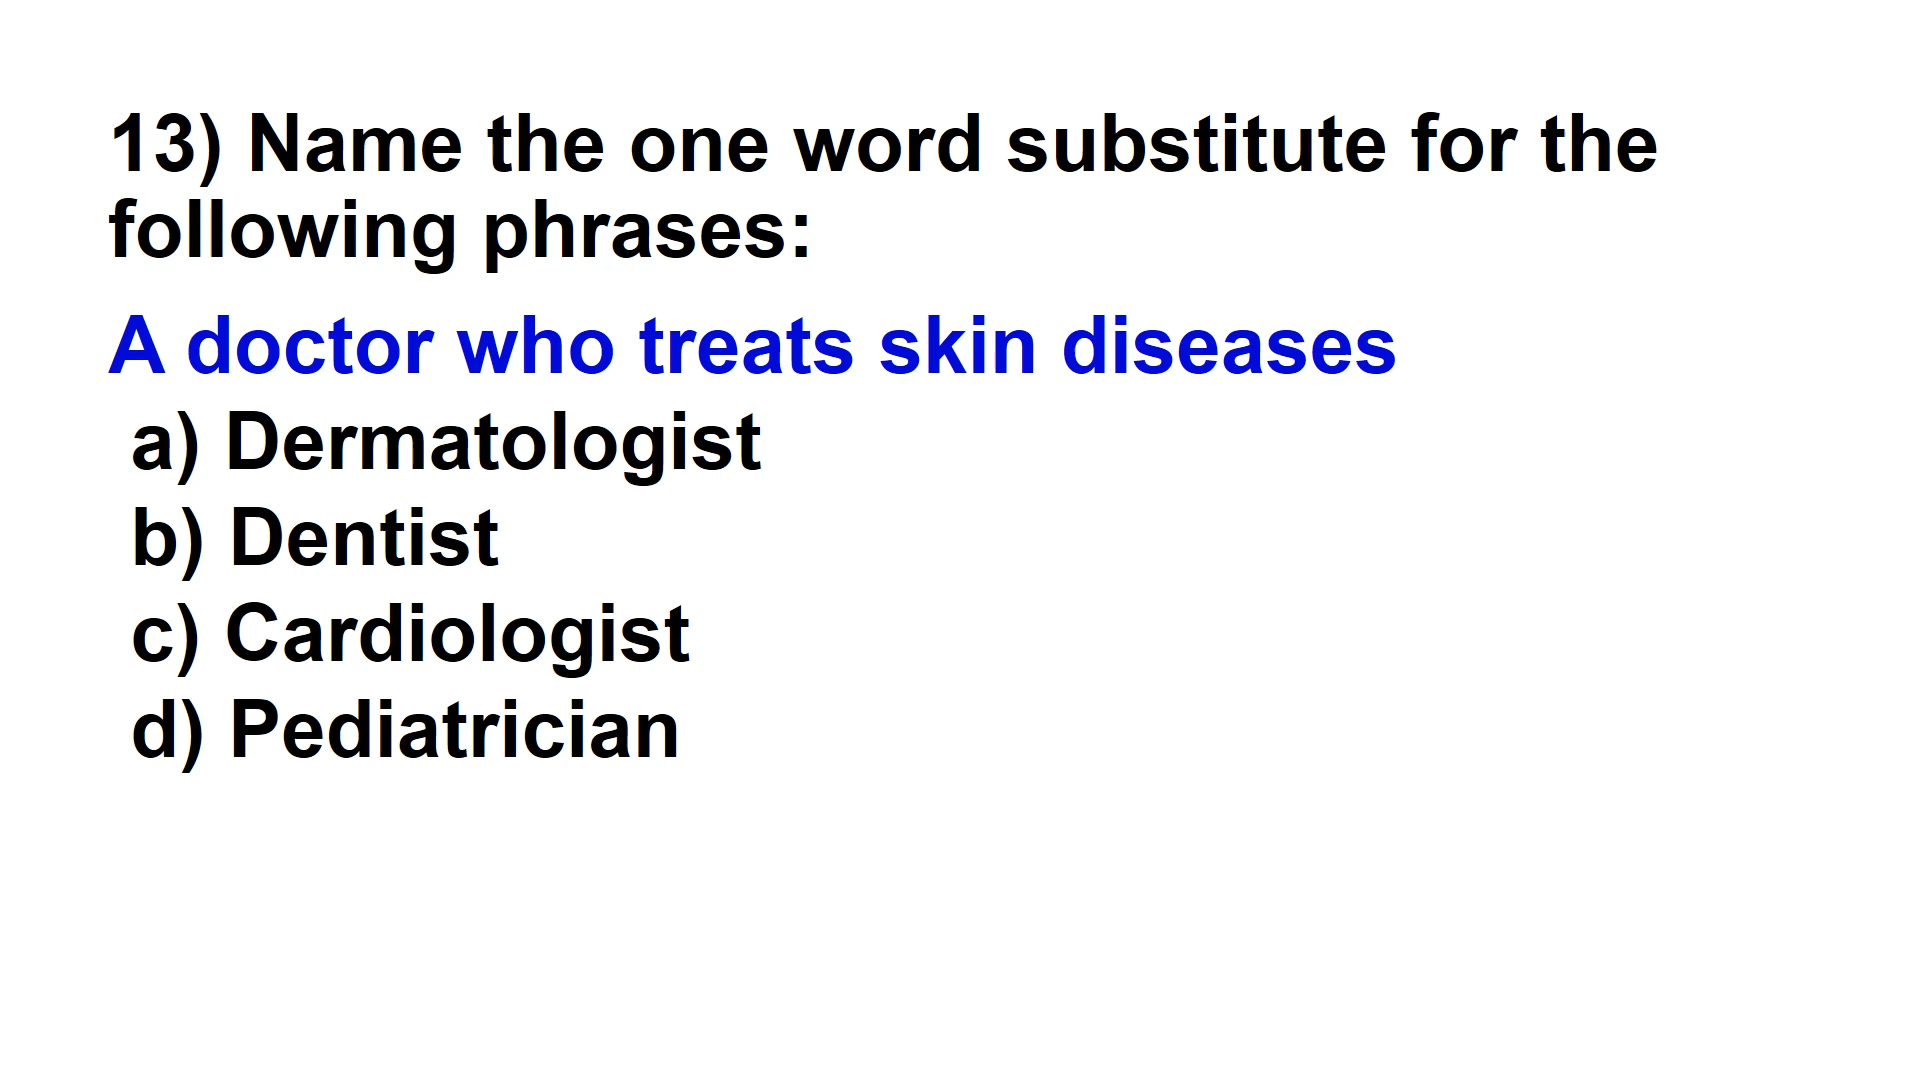 13) Name the one word substitute for the
following phrases:
A doctor who treats skin diseases
a) Dermatologist
b) Dentist
c) Cardiologist
d) Pediatrician